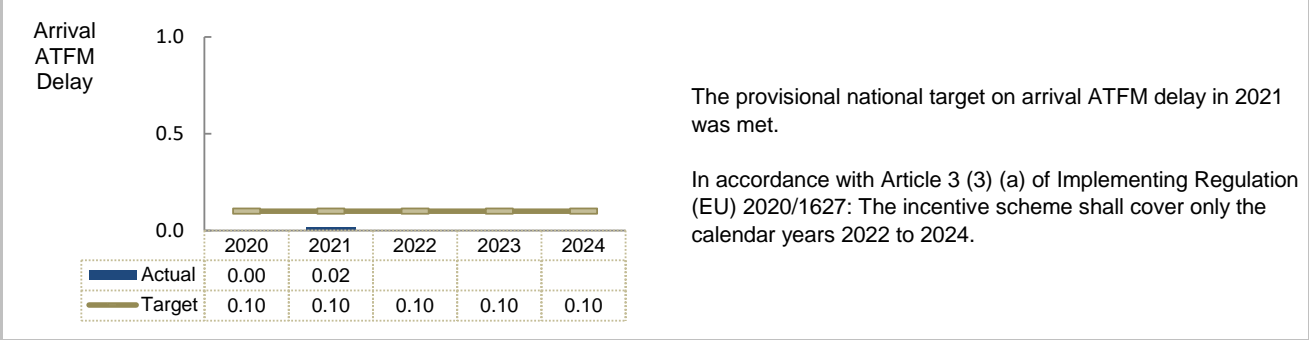 Arrival
ATFM
Delay
1.0
0.5
0.0
2020 2021 2022 2023 2024
Actual 0.00 0.02
Target 0.10 0.10 0.10 0.10 0.10
The provisional national target on arrival ATFM delay in 2021
was met.
In accordance with Article 3 (3) (a) of Implementing Regulation
(EU) 2020/1627: The incentive scheme shall cover only the
calendar years 2022 to 2024.